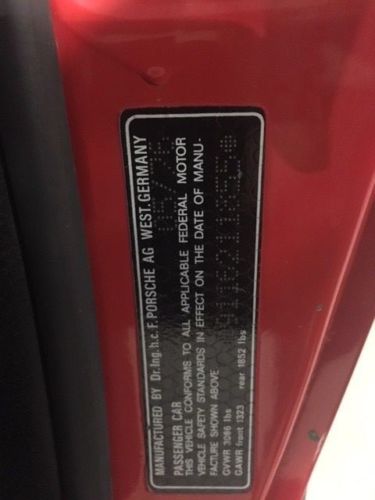 MANUFACTURED BY Dr.Ing.h.c.F.PORSCHE AG WEST.GERMANY
PASSENGER CAR
THIS VEHICLE CONFORMS TO ALL APPLICABLE FEDERAL MOTOR
VEHICLE SAFETY STANDARDS IN EFFECT ON THE DATE OF MANU-
FACTURE SHOWN ABOVE
GVWR 3086 lbs
GAWR front 1323 rear 1852 lbs